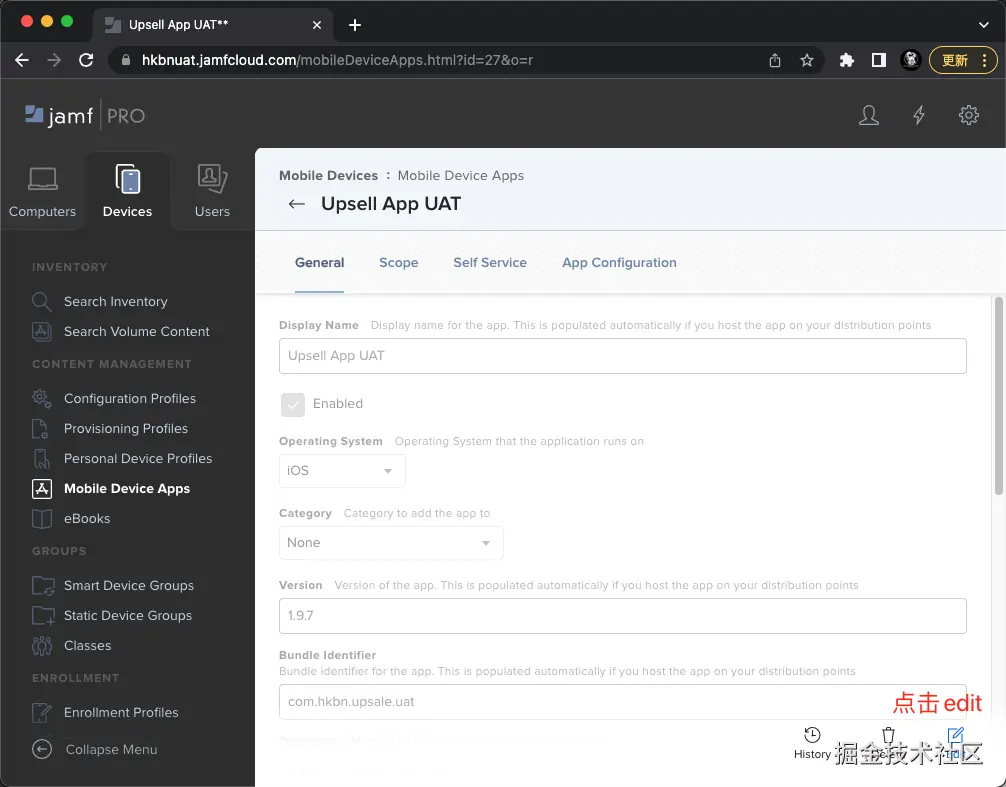 Upsell App UAT**
hkbnuat.jamfcloud.com/mobileDeviceApps.html?id=27&o=r
更新
jamf PRO
Computers
Devices
Users
INVENTORY
Search Inventory
Search Volume Content
CONTENT MANAGEMENT
Configuration Profiles
Provisioning Profiles
Personal Device Profiles
Mobile Device Apps
eBooks
GROUPS
Smart Device Groups
Static Device Groups
Classes
ENROLLMENT
Enrollment Profiles
Collapse Menu
Mobile Devices : Mobile Device Apps
← Upsell App UAT
General Scope Self Service App Configuration
Display Name Display name for the app. This is populated automatically if you host the app on your distribution points
Upsell App UAT
Enabled
Operating System Operating System that the application runs on
iOS
Category Category to add the app to
None
Version Version of the app. This is populated automatically if you host the app on your distribution points
1.9.7
Bundle Identifier
Bundle identifier for the app. This is populated automatically if you host the app on your distribution points
com.hkbn.upsale.uat
点击edit
History
掘金技术社区